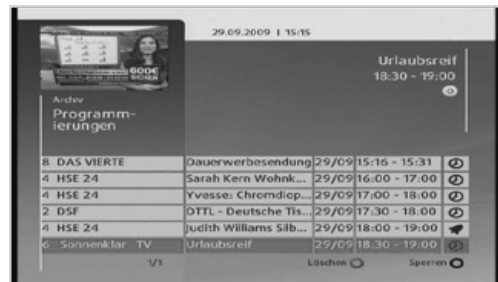 29.09.2009 | 15:15
600€
Urlaubsreif
18:30 - 19:00
Archiv
Programm-
ierungen
8 DAS VIERTE Dauerwerbesendung 29/09 15:16 - 15:31
4 HSE 24 Sarah Kern Wohnk... 29/09 16:00 - 17:00
4 HSE 24 Yvesse: Chromdiop... 29/09 17:00 - 18:00
2 DSF DTTL - Deutsche Tis... 29/09 17:30 - 18:00
4 HSE 24 Judith Williams Silb... 29/09 18:00 - 19:00
6 Sonnenklar TV Urlaubsreif 29/09 18:30 - 19:00
1/1 Löschen Sperren